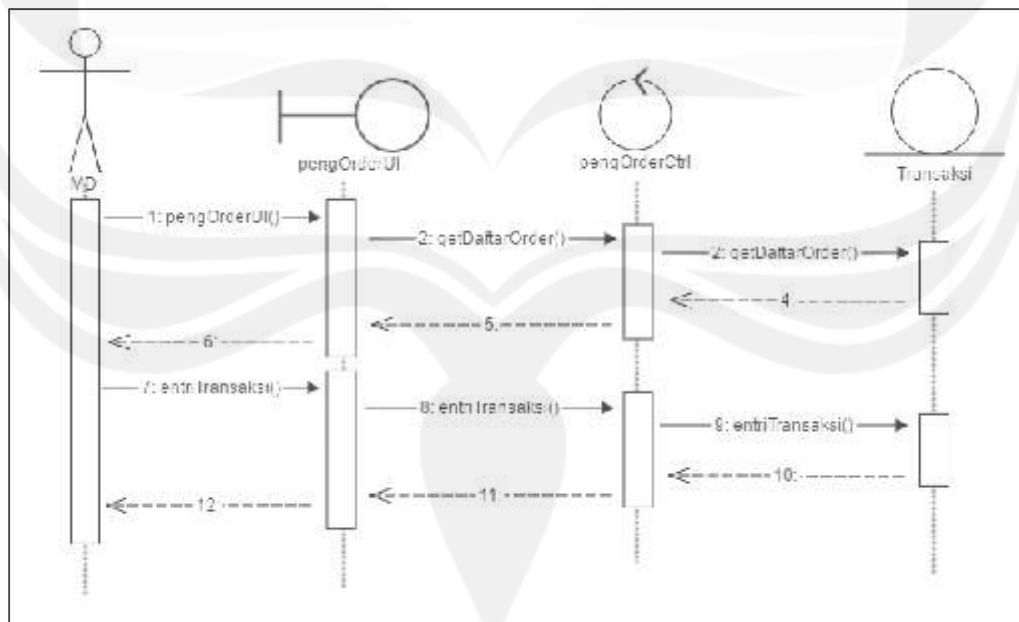 MD
pengOrderUI
pengOrderCtrl
Transaksi
1: pengOrderUI()
2: getDaftarOrder()
2: getDaftarOrder()
4:
5:
6:
7: entriTransaksi()
8: entriTransaksi()
9: entriTransaksi()
10:
11:
12: